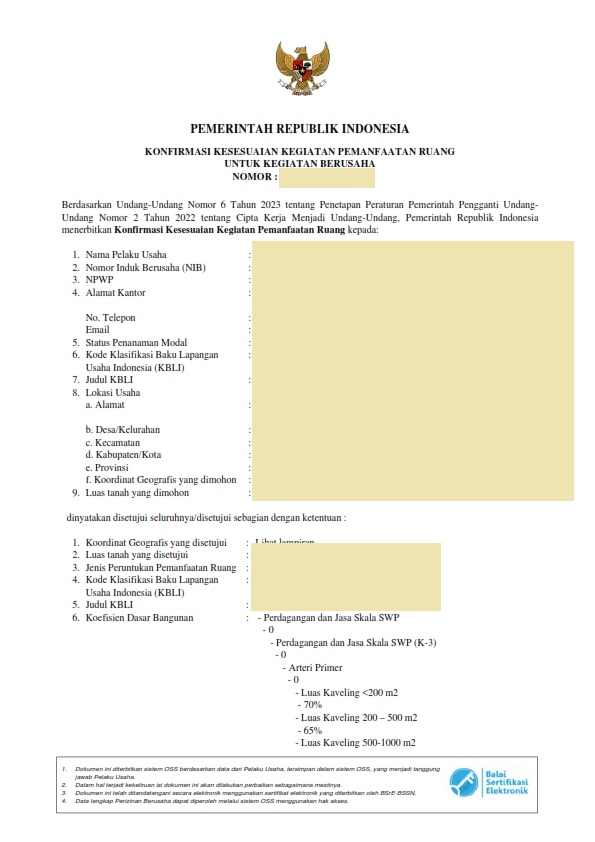 PEMERINTAH REPUBLIK INDONESIA
KONFIRMASI KESESUAIAN KEGIATAN PEMANFAATAN RUANG
UNTUK KEGIATAN BERUSAHA
NOMOR :
Berdasarkan Undang-Undang Nomor 6 Tahun 2023 tentang Penetapan Peraturan Pemerintah Pengganti Undang-
Undang Nomor 2 Tahun 2022 tentang Cipta Kerja Menjadi Undang-Undang, Pemerintah Republik Indonesia
menerbitkan Konfirmasi Kesesuaian Kegiatan Pemanfaatan Ruang kepada:
1. Nama Pelaku Usaha :
2. Nomor Induk Berusaha (NIB) :
3. NPWP :
4. Alamat Kantor :
No. Telepon :
Email :
5. Status Penanaman Modal :
6. Kode Klasifikasi Baku Lapangan :
Usaha Indonesia (KBLI)
7. Judul KBLI :
8. Lokasi Usaha
a. Alamat :
b. Desa/Kelurahan :
c. Kecamatan :
d. Kabupaten/Kota :
e. Provinsi :
f. Koordinat Geografis yang dimohon :
9. Luas tanah yang dimohon :
dinyatakan disetujui seluruhnya/disetujui sebagian dengan ketentuan :
1. Koordinat Geografis yang disetujui : Lihat lampiran
2. Luas tanah yang disetujui :
3. Jenis Peruntukan Pemanfaatan Ruang :
4. Kode Klasifikasi Baku Lapangan :
Usaha Indonesia (KBLI)
5. Judul KBLI :
6. Koefisien Dasar Bangunan : - Perdagangan dan Jasa Skala SWP
- 0
- Perdagangan dan Jasa Skala SWP (K-3)
- 0
- Arteri Primer
- 0
- Luas Kaveling <200 m2
- 70%
- Luas Kaveling 200 – 500 m2
- 65%
- Luas Kaveling 500-1000 m2
1. Dokumen ini diterbitkan sistem OSS berdasarkan data dari Pelaku Usaha, tersimpan dalam sistem OSS, yang menjadi tanggung
jawab Pelaku Usaha.
2. Dalam hal terjadi kekeliruan isi dokumen ini akan dilakukan perbaikan sebagaimana mestinya.
3. Dokumen ini telah ditandatangani secara elektronik menggunakan sertifikat elektronik yang diterbitkan oleh BSrE-BSSN.
4. Data lengkap Perizinan Berusaha dapat diperoleh melalui sistem OSS menggunakan hak akses.
Balai
Sertifikasi
Elektronik